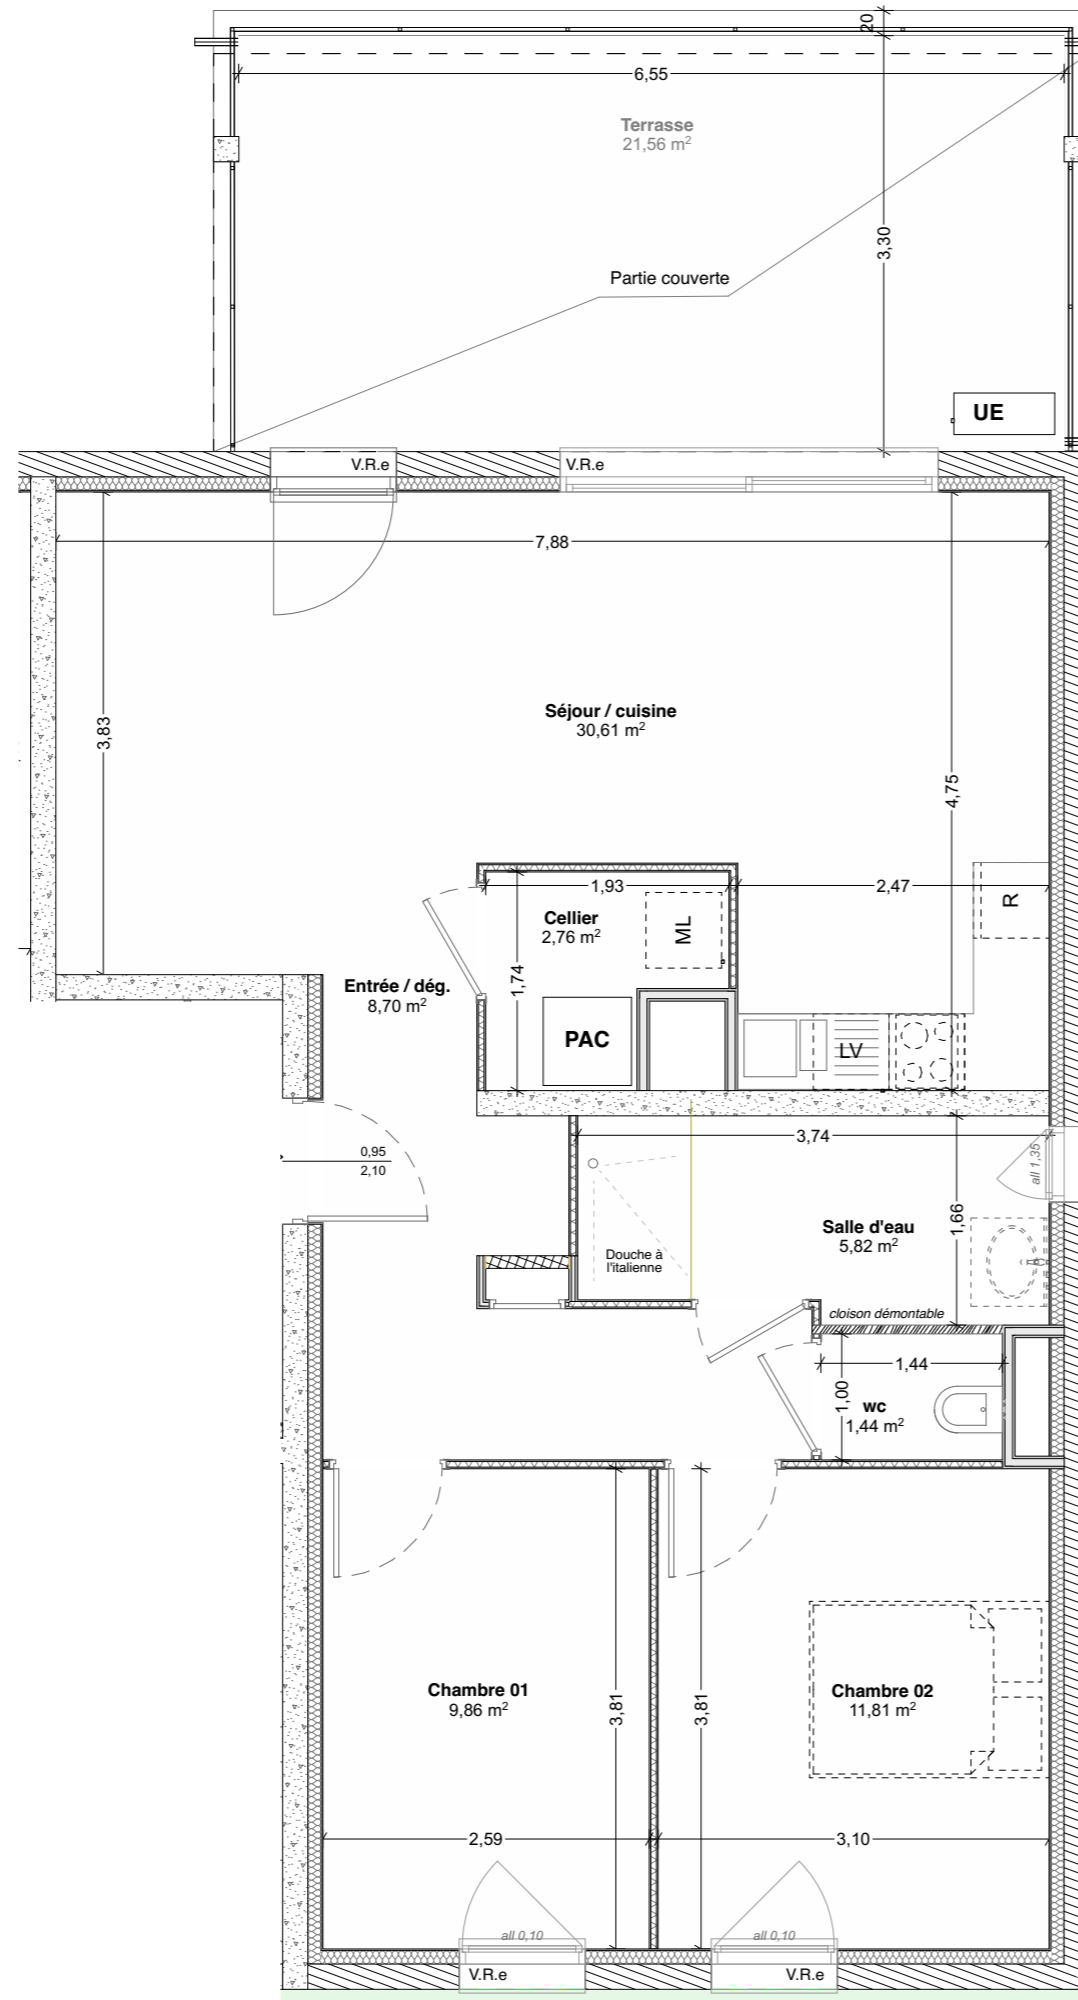 20
6,55
Terrasse
21,56 m²
3,30
Partie couverte
UE
V.R.e
V.R.e
7,88
3,83
Séjour / cuisine
30,61 m²
4,75
1,93
2,47
Cellier
2,76 m²
ML
R
1,74
Entrée / dég.
8,70 m²
PAC
LV
0,95
2,10
3,74
all 1,35
1,66
Salle d'eau
5,82 m²
Douche à
l'italienne
cloison démontable
1,44
1,00
wc
1,44 m²
Chambre 01
9,86 m²
3,81
3,81
Chambre 02
11,81 m²
2,59
3,10
all 0,10
all 0,10
V.R.e
V.R.e